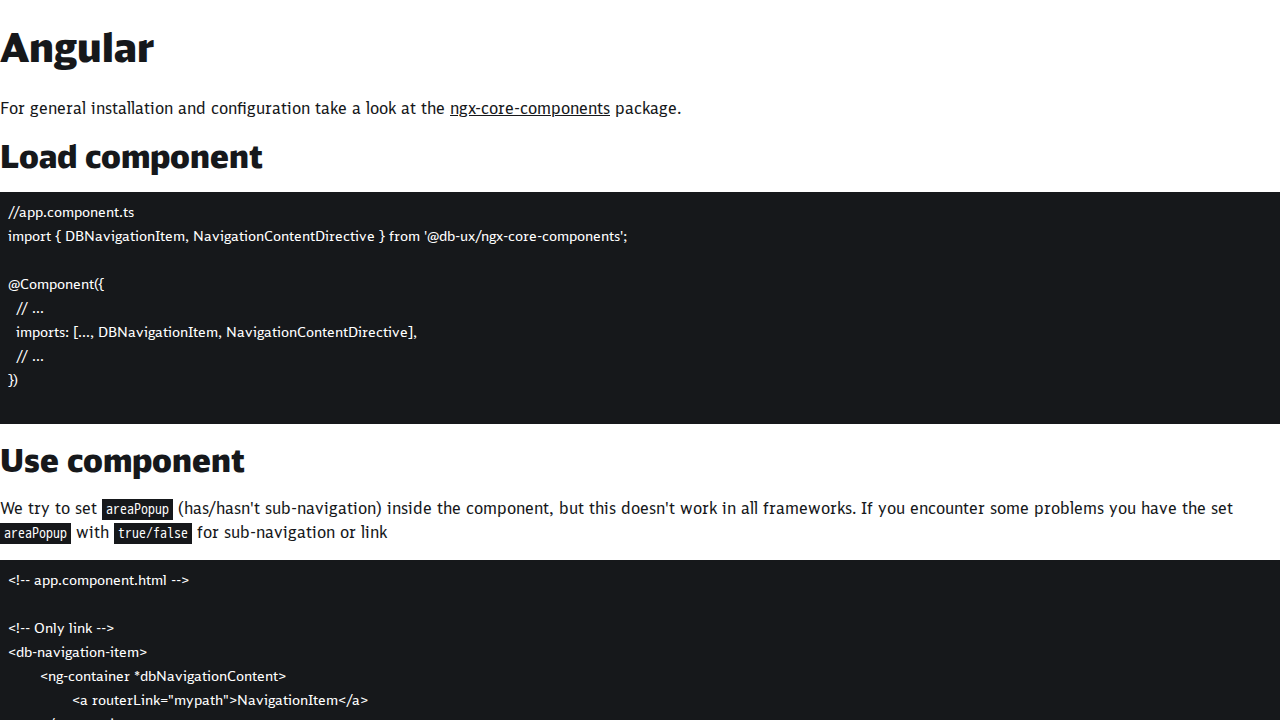 Angular
For general installation and configuration take a look at the ngx-core-components package.
Load component
//app.component.ts
import { DBNavigationItem, NavigationContentDirective } from '@db-ux/ngx-core-components';
@Component({
// ...
imports: [..., DBNavigationItem, NavigationContentDirective],
// ...
})
Use component
We try to set areaPopup (has/hasn't sub-navigation) inside the component, but this doesn't work in all frameworks. If you encounter some problems you have the set
areaPopup with true/false for sub-navigation or link
<!-- app.component.html -->
<!-- Only link -->
<db-navigation-item>
<ng-container *dbNavigationContent>
<a routerLink="mypath">NavigationItem</a>